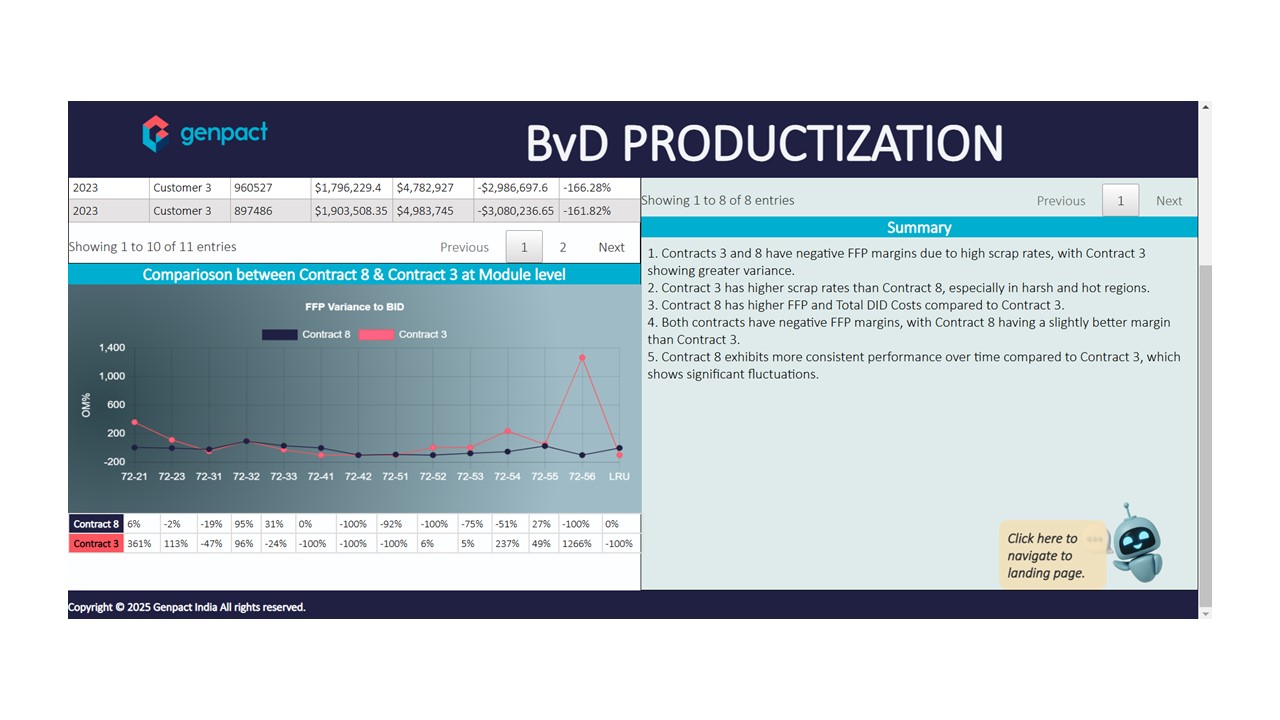 genpact
BvD PRODUCTIZATION
2023 Customer 3 960527 $1,796,229.4 $4,782,927 -$2,986,697.6 -166.28%
2023 Customer 3 897486 $1,903,508.35 $4,983,745 -$3,080,236.65 -161.82%
Showing 1 to 10 of 11 entries Previous 1 2 Next
Comparioson between Contract 8 & Contract 3 at Module level
FFP Variance to BID
Contract 8 Contract 3
OM%
1,400
1,000
600
200
-200
72-21 72-23 72-31 72-32 72-33 72-41 72-42 72-51 72-52 72-53 72-54 72-55 72-56 LRU
Contract 8 6% -2% -19% 95% 31% 0% -100% -92% -100% -75% -51% 27% -100% 0%
Contract 3 361% 113% -47% 96% -24% -100% -100% -100% 6% 5% 237% 49% 1266% -100%
Showing 1 to 8 of 8 entries Previous 1 Next
Summary
1. Contracts 3 and 8 have negative FFP margins due to high scrap rates, with Contract 3
showing greater variance.
2. Contract 3 has higher scrap rates than Contract 8, especially in harsh and hot regions.
3. Contract 8 has higher FFP and Total DID Costs compared to Contract 3.
4. Both contracts have negative FFP margins, with Contract 8 having a slightly better margin
than Contract 3.
5. Contract 8 exhibits more consistent performance over time compared to Contract 3, which
shows significant fluctuations.
Click here to
navigate to
landing page.
Copyright © 2025 Genpact India All rights reserved.